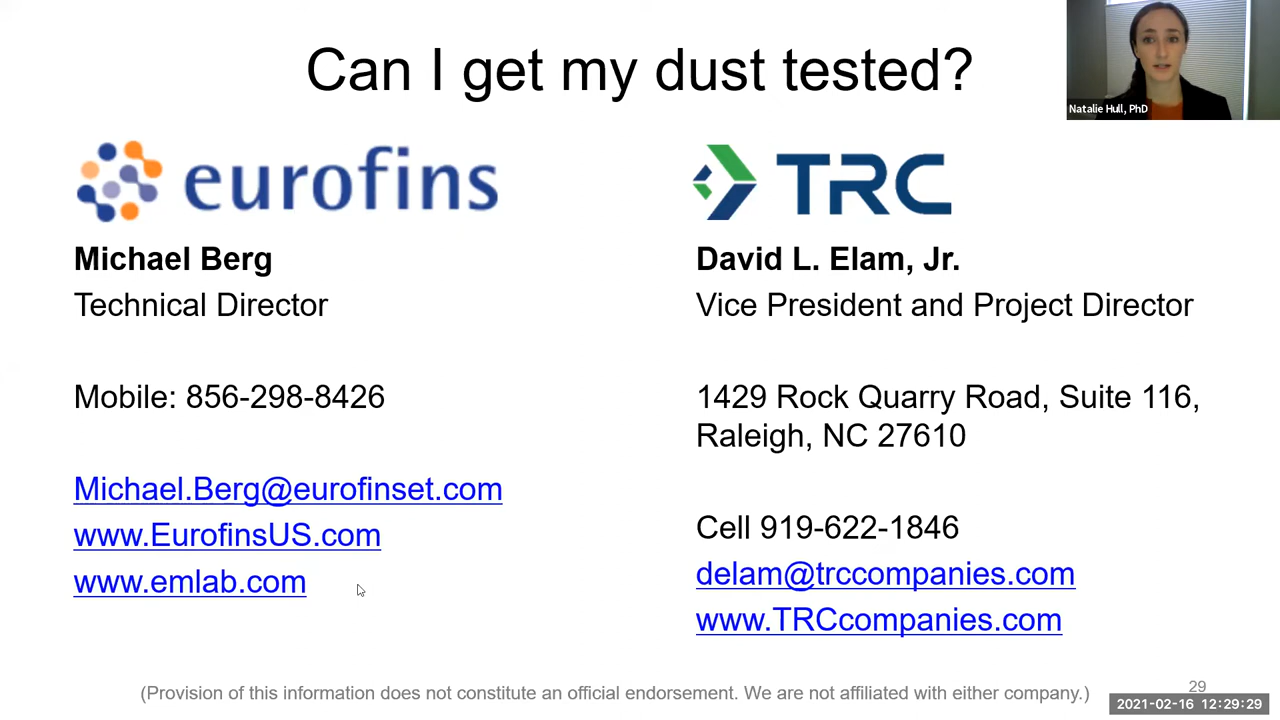 Can I get my dust tested?
Natalie Hull, PhD
eurofins
Michael Berg
Technical Director
Mobile: 856-298-8426
Michael.Berg@eurofinset.com
www.EurofinsUS.com
www.emlab.com
TRC
David L. Elam, Jr.
Vice President and Project Director
1429 Rock Quarry Road, Suite 116,
Raleigh, NC 27610
Cell 919-622-1846
delam@trccompanies.com
www.TRCcompanies.com
(Provision of this information does not constitute an official endorsement. We are not affiliated with either company.)
29
2021-02-16 12:29:29